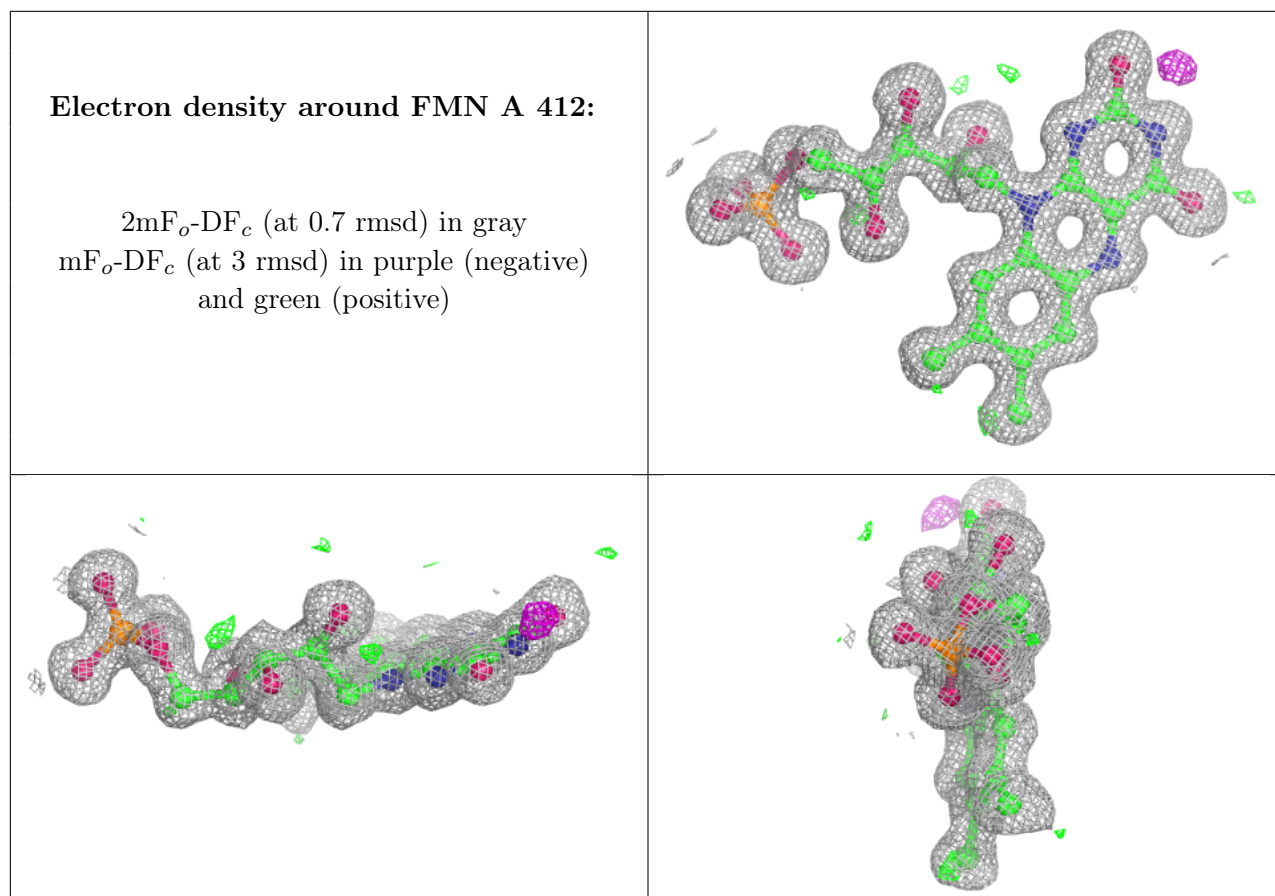 Electron density around FMN A 412:
2mFo-DFc (at 0.7 rmsd) in gray
mFo-DFc (at 3 rmsd) in purple (negative)
and green (positive)